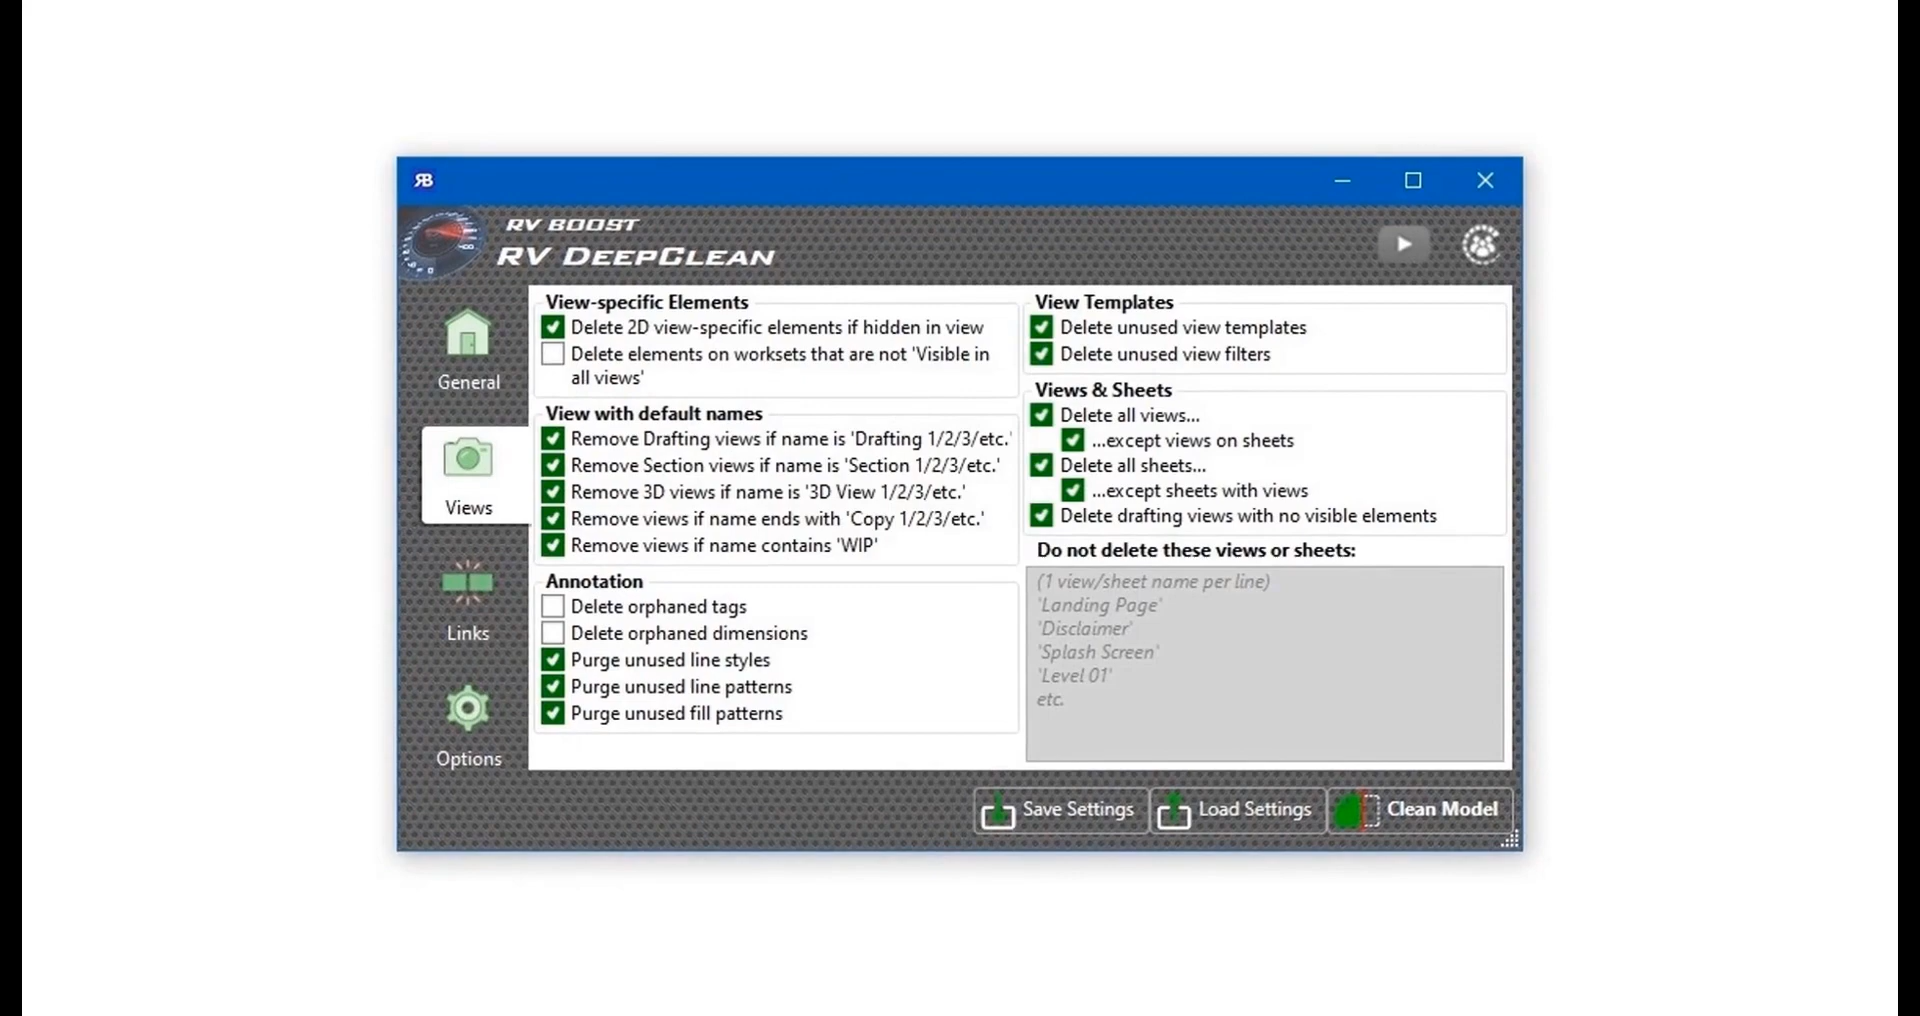 RB
RV BOOST
RV DEEPCLEAN
General
Views
Links
Options
View-specific Elements
Delete 2D view-specific elements if hidden in view
Delete elements on worksets that are not 'Visible in
all views'
View with default names
Remove Drafting views if name is 'Drafting 1/2/3/etc.'
Remove Section views if name is 'Section 1/2/3/etc.'
Remove 3D views if name is '3D View 1/2/3/etc.'
Remove views if name ends with 'Copy 1/2/3/etc.'
Remove views if name contains 'WIP'
Annotation
Delete orphaned tags
Delete orphaned dimensions
Purge unused line styles
Purge unused line patterns
Purge unused fill patterns
View Templates
Delete unused view templates
Delete unused view filters
Views & Sheets
Delete all views...
...except views on sheets
Delete all sheets...
...except sheets with views
Delete drafting views with no visible elements
Do not delete these views or sheets:
(1 view/sheet name per line)
'Landing Page'
'Disclaimer'
'Splash Screen'
'Level 01'
etc.
Save Settings
Load Settings
Clean Model